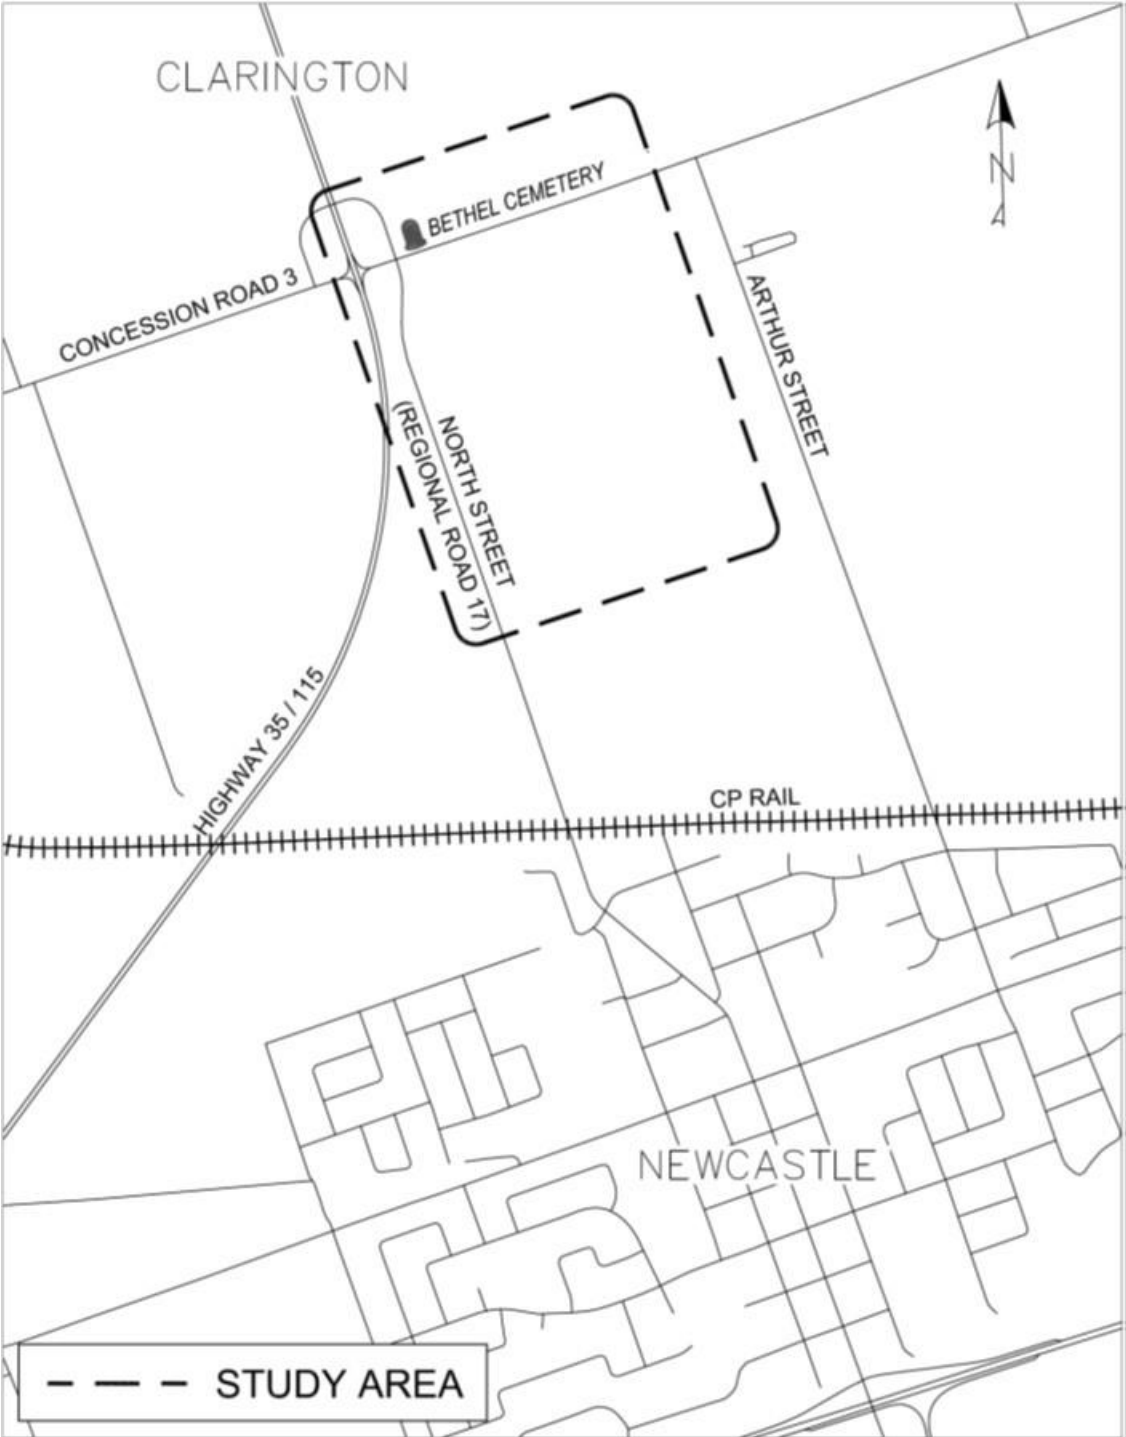 CLARINGTON
BETHEL CEMETERY
N
CONCESSION ROAD 3
ARTHUR STREET
NORTH STREET
(REGIONAL ROAD 17)
HIGHWAY 35 / 115
CP RAIL
NEWCASTLE
STUDY AREA